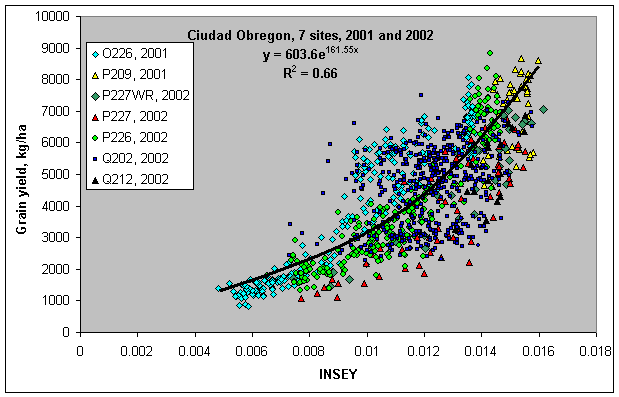 Ciudad Obregon, 7 sites, 2001 and 2002
y = 603.6e^161.55x
R² = 0.66
O226, 2001
P209, 2001
P227WR, 2002
P227, 2002
P226, 2002
Q202, 2002
Q212, 2002
Grain yield, kg/ha
10000
9000
8000
7000
6000
5000
4000
3000
2000
1000
0
0 0.002 0.004 0.006 0.008 0.01 0.012 0.014 0.016 0.018
INSEY